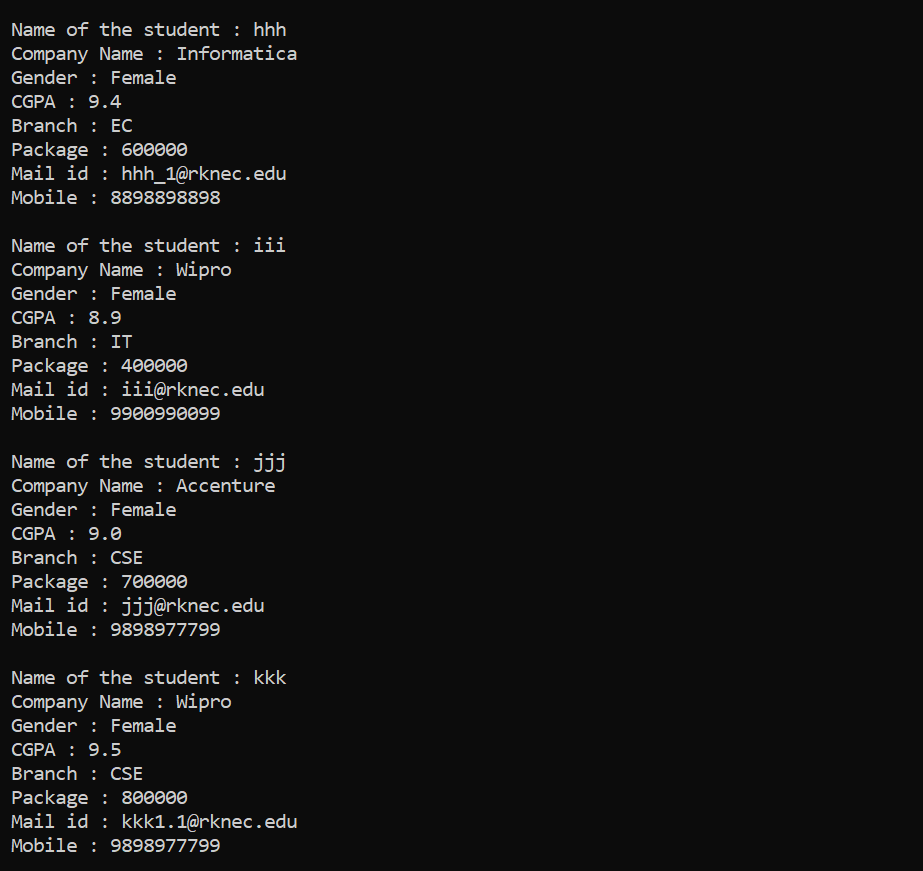 Name of the student : hhh
Company Name : Informatica
Gender : Female
CGPA : 9.4
Branch : EC
Package : 600000
Mail id : hhh_1@rknec.edu
Mobile : 8898898898
Name of the student : iii
Company Name : Wipro
Gender : Female
CGPA : 8.9
Branch : IT
Package : 400000
Mail id : iii@rknec.edu
Mobile : 9900990099
Name of the student : jjj
Company Name : Accenture
Gender : Female
CGPA : 9.0
Branch : CSE
Package : 700000
Mail id : jjj@rknec.edu
Mobile : 9898977799
Name of the student : kkk
Company Name : Wipro
Gender : Female
CGPA : 9.5
Branch : CSE
Package : 800000
Mail id : kkk1.1@rknec.edu
Mobile : 9898977799